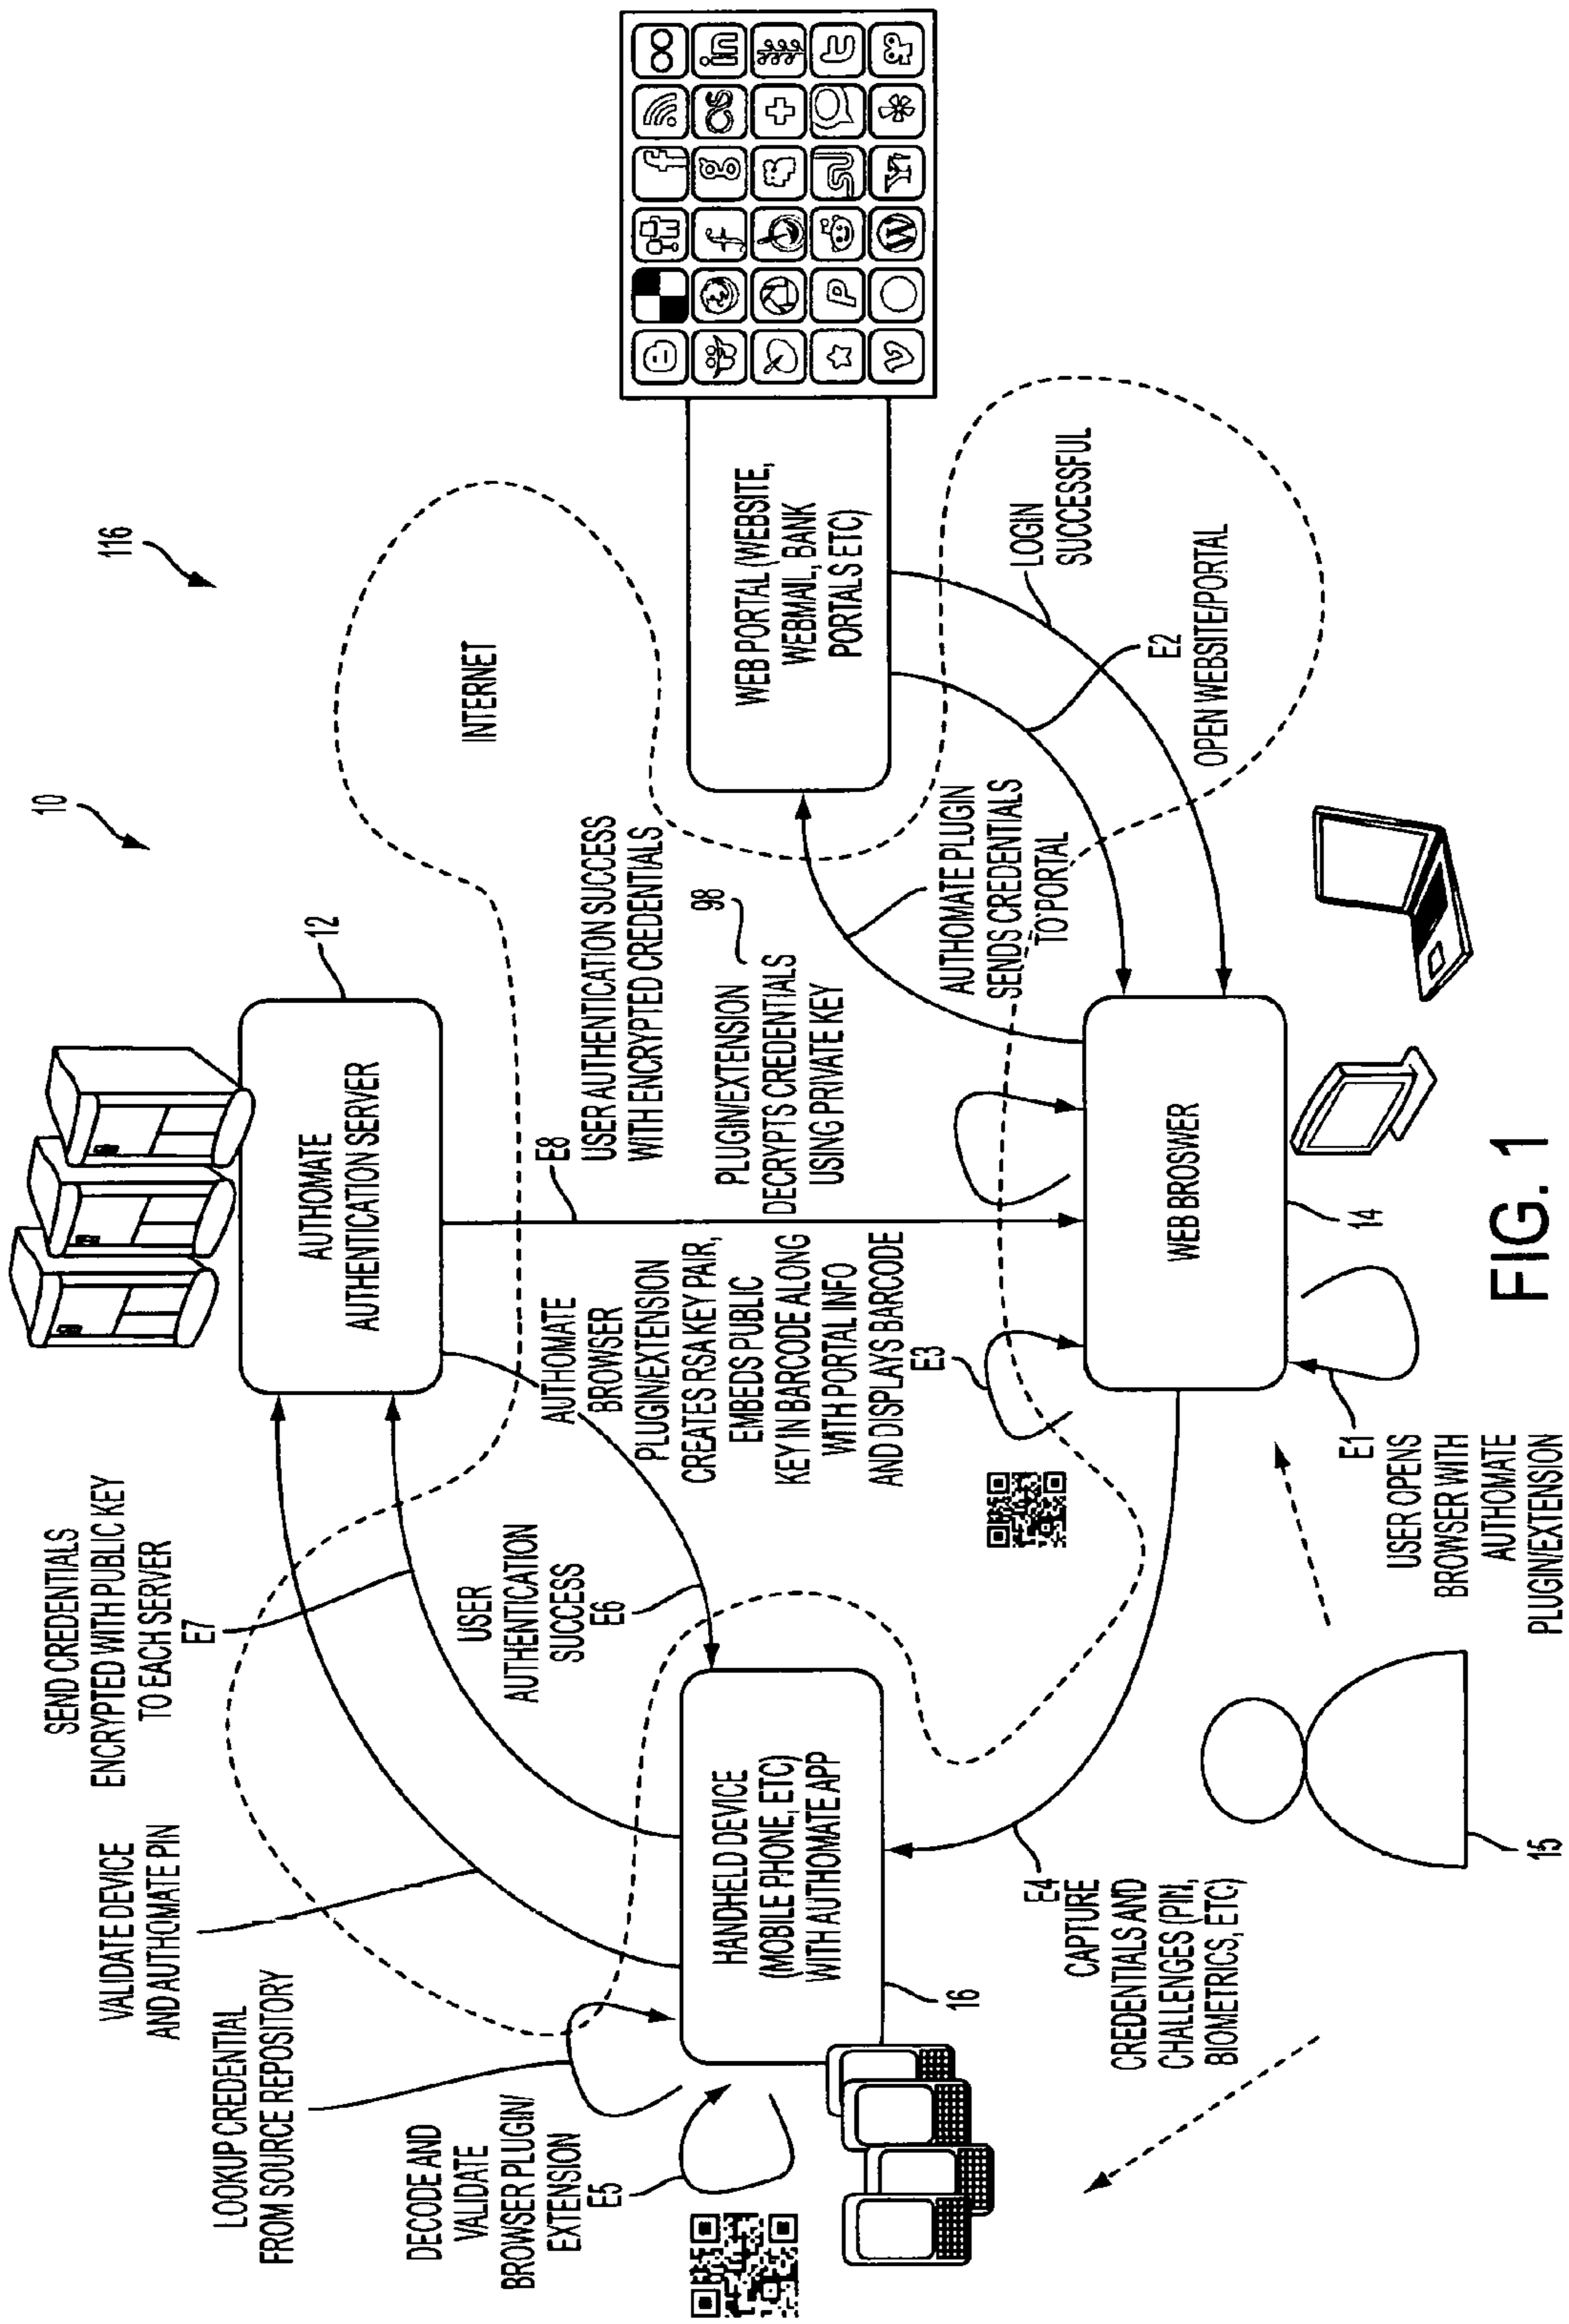 10
116
SEND CREDENTIALS
ENCRYPTED WITH PUBLIC KEY
TO EACH SERVER
E7
VALIDATE DEVICE
AND AUTHOMATE PIN
LOOKUP CREDENTIAL
FROM SOURCE REPOSITORY
DECODE AND
VALIDATE
BROWSER PLUGIN/
EXTENSION
E5
AUTHOMATE
AUTHENTICATION SERVER
12
INTERNET
USER
AUTHENTICATION
SUCCESS
E6
AUTHOMATE
BROWSER
PLUGIN/EXTENSION
CREATES RSA KEY PAIR,
EMBEDS PUBLIC
KEY IN BARCODE ALONG
WITH PORTAL INFO
AND DISPLAYS BARCODE
E3
E8
USER AUTHENTICATION SUCCESS
WITH ENCRYPTED CREDENTIALS
98
PLUGIN/EXTENSION
DECRYPTS CREDENTIALS
USING PRIVATE KEY
HANDHELD DEVICE
(MOBILE PHONE, ETC)
WITH AUTHOMATE APP
16
WEB PORTAL (WEBSITE,
WEBMAIL, BANK
PORTALS ETC)
in
f
g
f
SU
P
W
V
AUTHOMATE PLUGIN
SENDS CREDENTIALS
TO PORTAL
LOGIN
SUCCESSFUL
E2
OPEN WEBSITE/PORTAL
E4
CAPTURE
CREDENTIALS AND
CHALLENGES (PIN,
BIOMETRICS, ETC)
WEB BROSWER
14
E1
USER OPENS
BROWSER WITH
AUTHOMATE
PLUGIN/EXTENSION
15
FIG. 1